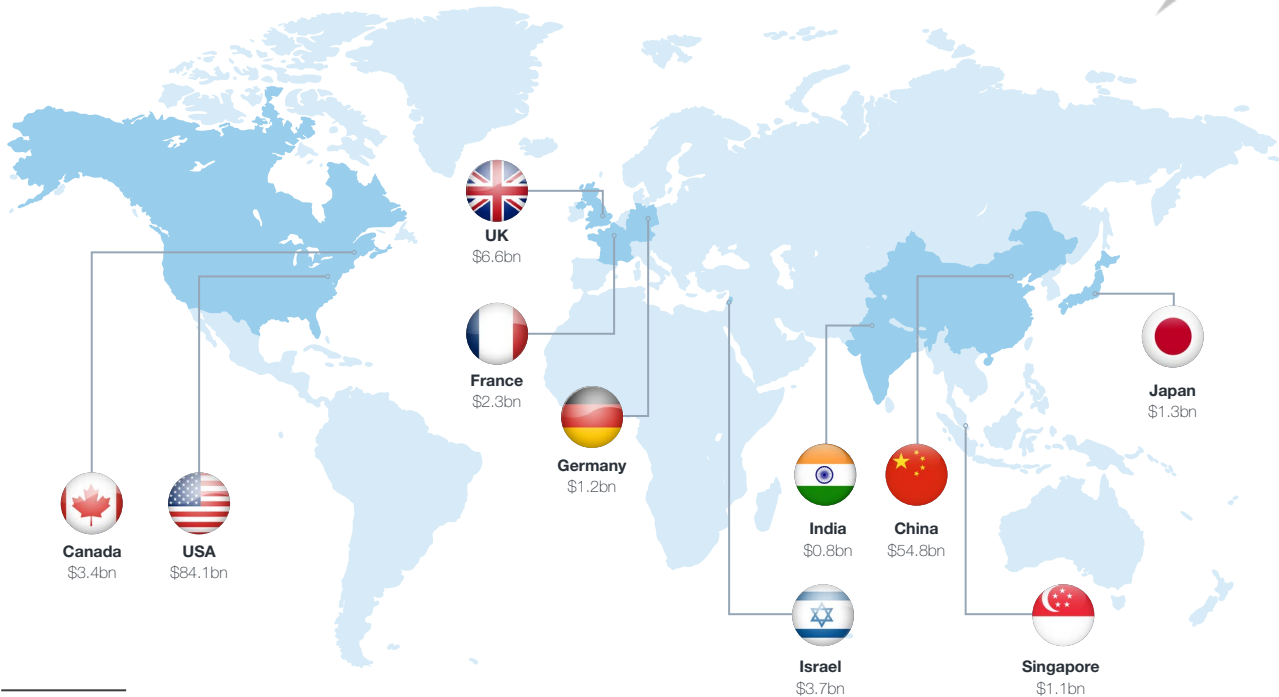 UK
$6.6bn
France
$2.3bn
Germany
$1.2bn
Japan
$1.3bn
Canada
$3.4bn
USA
$84.1bn
India
$0.8bn
China
$54.8bn
Israel
$3.7bn
Singapore
$1.1bn